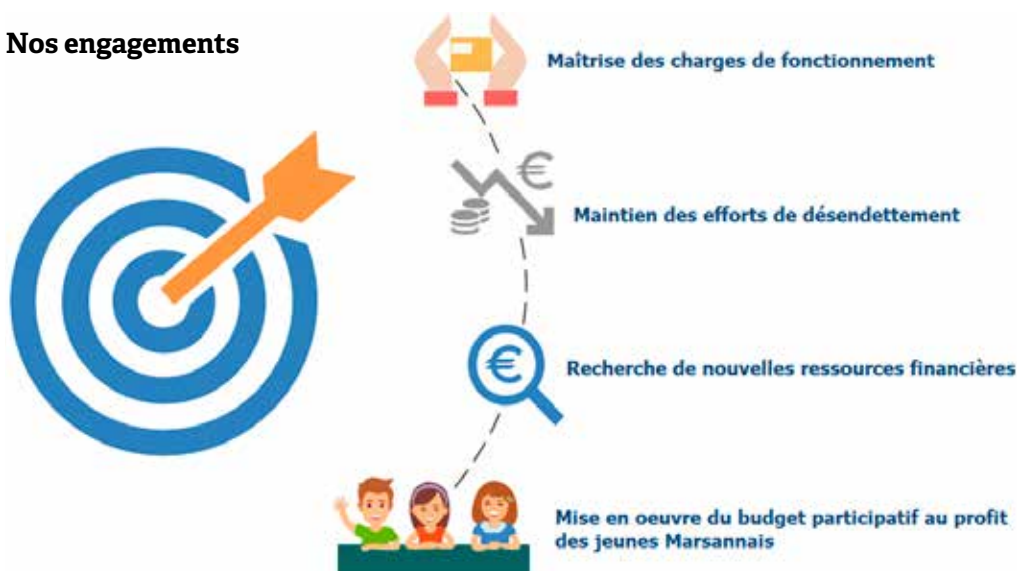 Nos engagements
Maîtrise des charges de fonctionnement
€
Maintien des efforts de désendettement
€
Recherche de nouvelles ressources financières
Mise en oeuvre du budget participatif au profit
des jeunes Marsannais